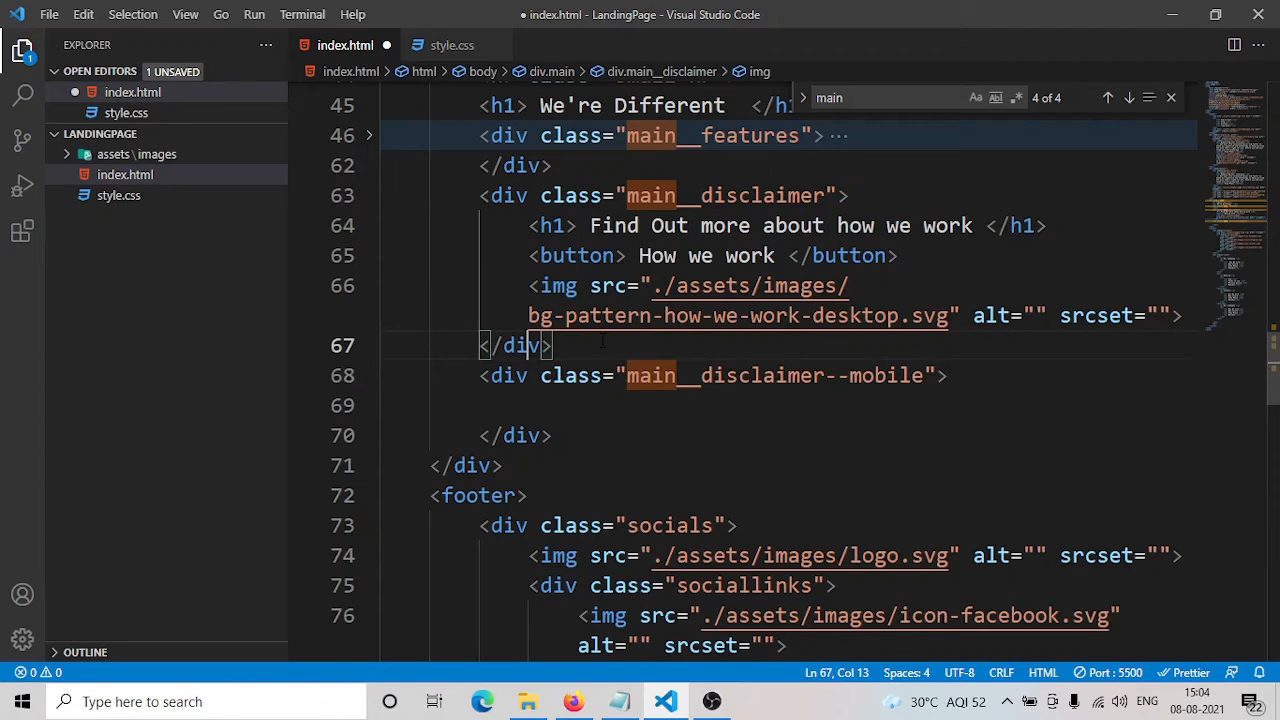 File Edit Selection View Go Run Terminal Help
● index.html - LandingPage - Visual Studio Code
EXPLORER
index.html
style.css
OPEN EDITORS 1 UNSAVED
index.html > html > body > div.main > div.main__disclaimer > img
index.html
main
4 of 4
style.css
LANDINGPAGE
assets\images
index.html
style.css
45 <h1> We're Different </h1
46 <div class="main__features"> ...
62 </div>
63 <div class="main__disclaimer">
64 > Find Out more about how we work </h1>
65 <button> How we work </button>
66 <img src="./assets/images/
bg-pattern-how-we-work-desktop.svg" alt="" srcset="">
67 </div>
68 <div class="main__disclaimer--mobile">
69
70 </div>
71 </div>
72 <footer>
73 <div class="socials">
74 <img src="./assets/images/logo.svg" alt="" srcset="">
75 <div class="sociallinks">
76 <img src="./assets/images/icon-facebook.svg"
alt="" srcset="">
OUTLINE
0 0 Ln 67, Col 13 Spaces: 4 UTF-8 CRLF HTML Port : 5500 Prettier
Type here to search
30°C AQI 52
ENG
15:04
08-08-2021
22